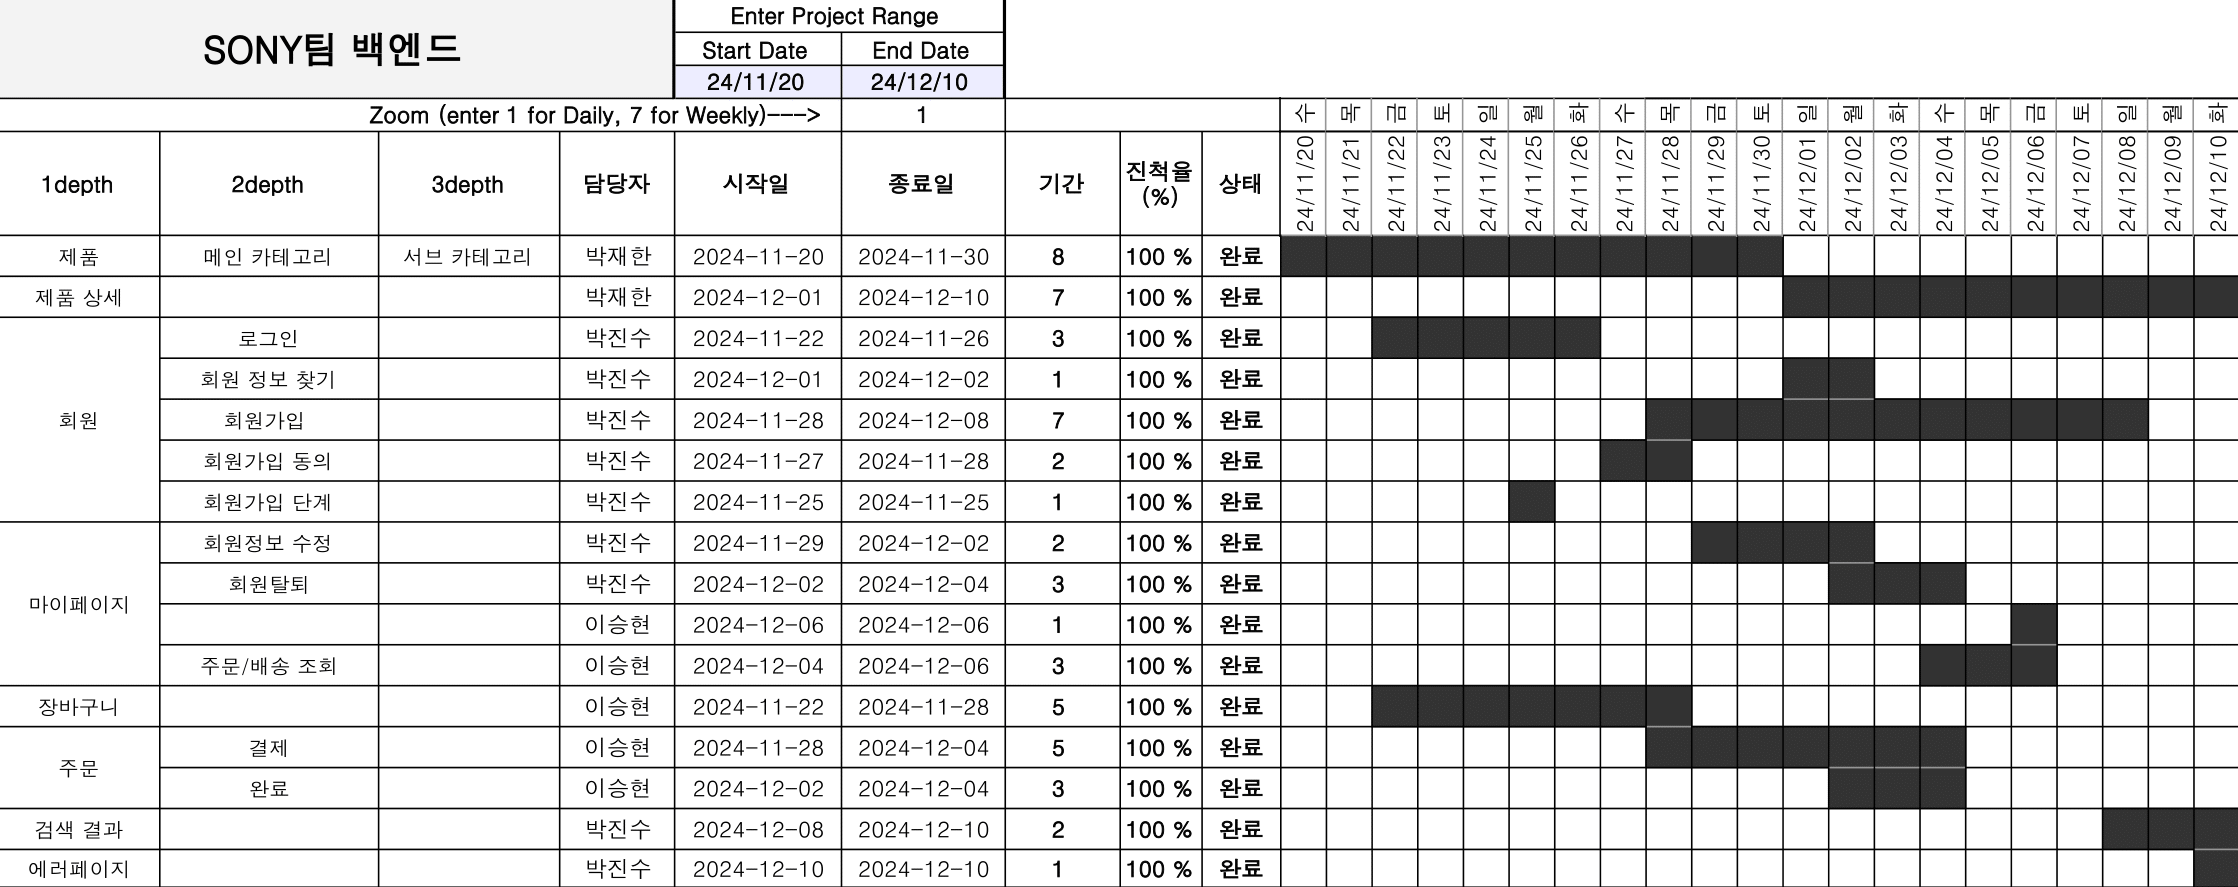 SONY팀 백엔드
Enter Project Range
Start Date End Date
24/11/20 24/12/10
Zoom (enter 1 for Daily, 7 for Weekly)---> 1 수 목 금 토 일 월 화 수 목 금 토 일 월 화 수 목 금 토 일 월 화
1depth 2depth 3depth 담당자 시작일 종료일 기간 진척율 (%) 상태 24/11/20 24/11/21 24/11/22 24/11/23 24/11/24 24/11/25 24/11/26 24/11/27 24/11/28 24/11/29 24/11/30 24/12/01 24/12/02 24/12/03 24/12/04 24/12/05 24/12/06 24/12/07 24/12/08 24/12/09 24/12/10
제품 메인 카테고리 서브 카테고리 박재한 2024-11-20 2024-11-30 8 100 % 완료
제품 상세 박재한 2024-12-01 2024-12-10 7 100 % 완료
회원 로그인 박진수 2024-11-22 2024-11-26 3 100 % 완료
회원 정보 찾기 박진수 2024-12-01 2024-12-02 1 100 % 완료
회원가입 박진수 2024-11-28 2024-12-08 7 100 % 완료
회원가입 동의 박진수 2024-11-27 2024-11-28 2 100 % 완료
회원가입 단계 박진수 2024-11-25 2024-11-25 1 100 % 완료
마이페이지 회원정보 수정 박진수 2024-11-29 2024-12-02 2 100 % 완료
회원탈퇴 박진수 2024-12-02 2024-12-04 3 100 % 완료
이승현 2024-12-06 2024-12-06 1 100 % 완료
주문/배송 조회 이승현 2024-12-04 2024-12-06 3 100 % 완료
장바구니 이승현 2024-11-22 2024-11-28 5 100 % 완료
주문 결제 이승현 2024-11-28 2024-12-04 5 100 % 완료
완료 이승현 2024-12-02 2024-12-04 3 100 % 완료
검색 결과 박진수 2024-12-08 2024-12-10 2 100 % 완료
에러페이지 박진수 2024-12-10 2024-12-10 1 100 % 완료